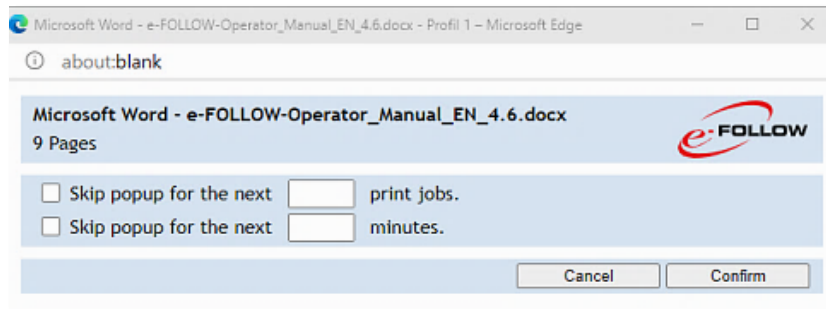 Microsoft Word - e-FOLLOW-Operator_Manual_EN_4.6.docx - Profil 1 – Microsoft Edge
about:blank
Microsoft Word - e-FOLLOW-Operator_Manual_EN_4.6.docx
9 Pages
e-FOLLOW
Skip popup for the next print jobs.
Skip popup for the next minutes.
Cancel Confirm